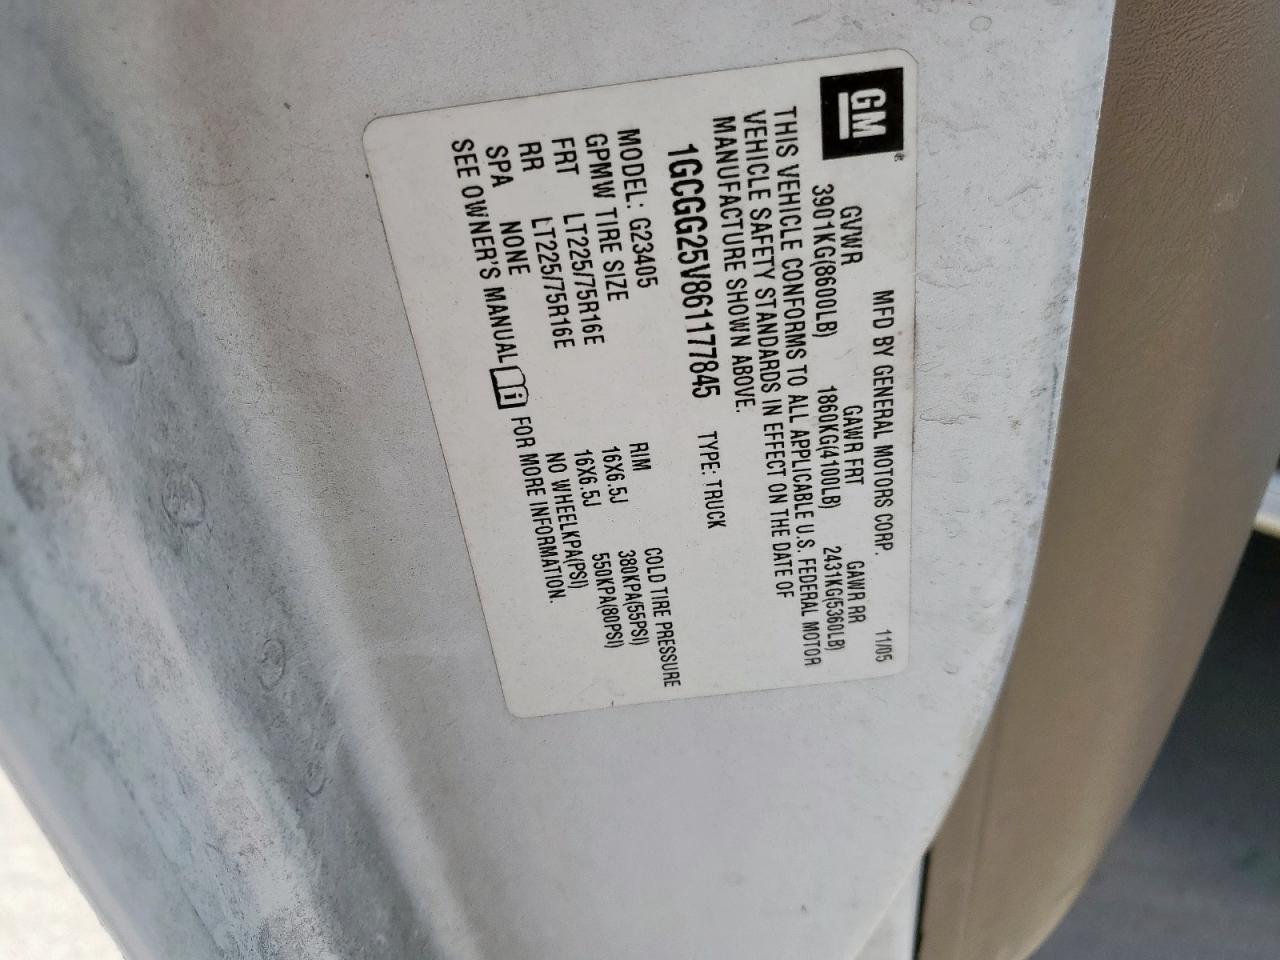 GM
MFD BY GENERAL MOTORS CORP. 11/05
GVWR GAWR FRT GAWR RR
3901KG(8600LB) 1860KG(4100LB) 2431KG(5360LB)
THIS VEHICLE CONFORMS TO ALL APPLICABLE U.S. FEDERAL MOTOR
VEHICLE SAFETY STANDARDS IN EFFECT ON THE DATE OF
MANUFACTURE SHOWN ABOVE.
1GCGG25V861177845 TYPE: TRUCK
MODEL: G23405
GPMW TIRE SIZE RIM COLD TIRE PRESSURE
FRT LT225/75R16E 16X6.5J 380KPA(55PSI)
RR LT225/75R16E 16X6.5J 550KPA(80PSI)
SPA NONE NO WHEELKPA(PSI)
SEE OWNER'S MANUAL i FOR MORE INFORMATION.